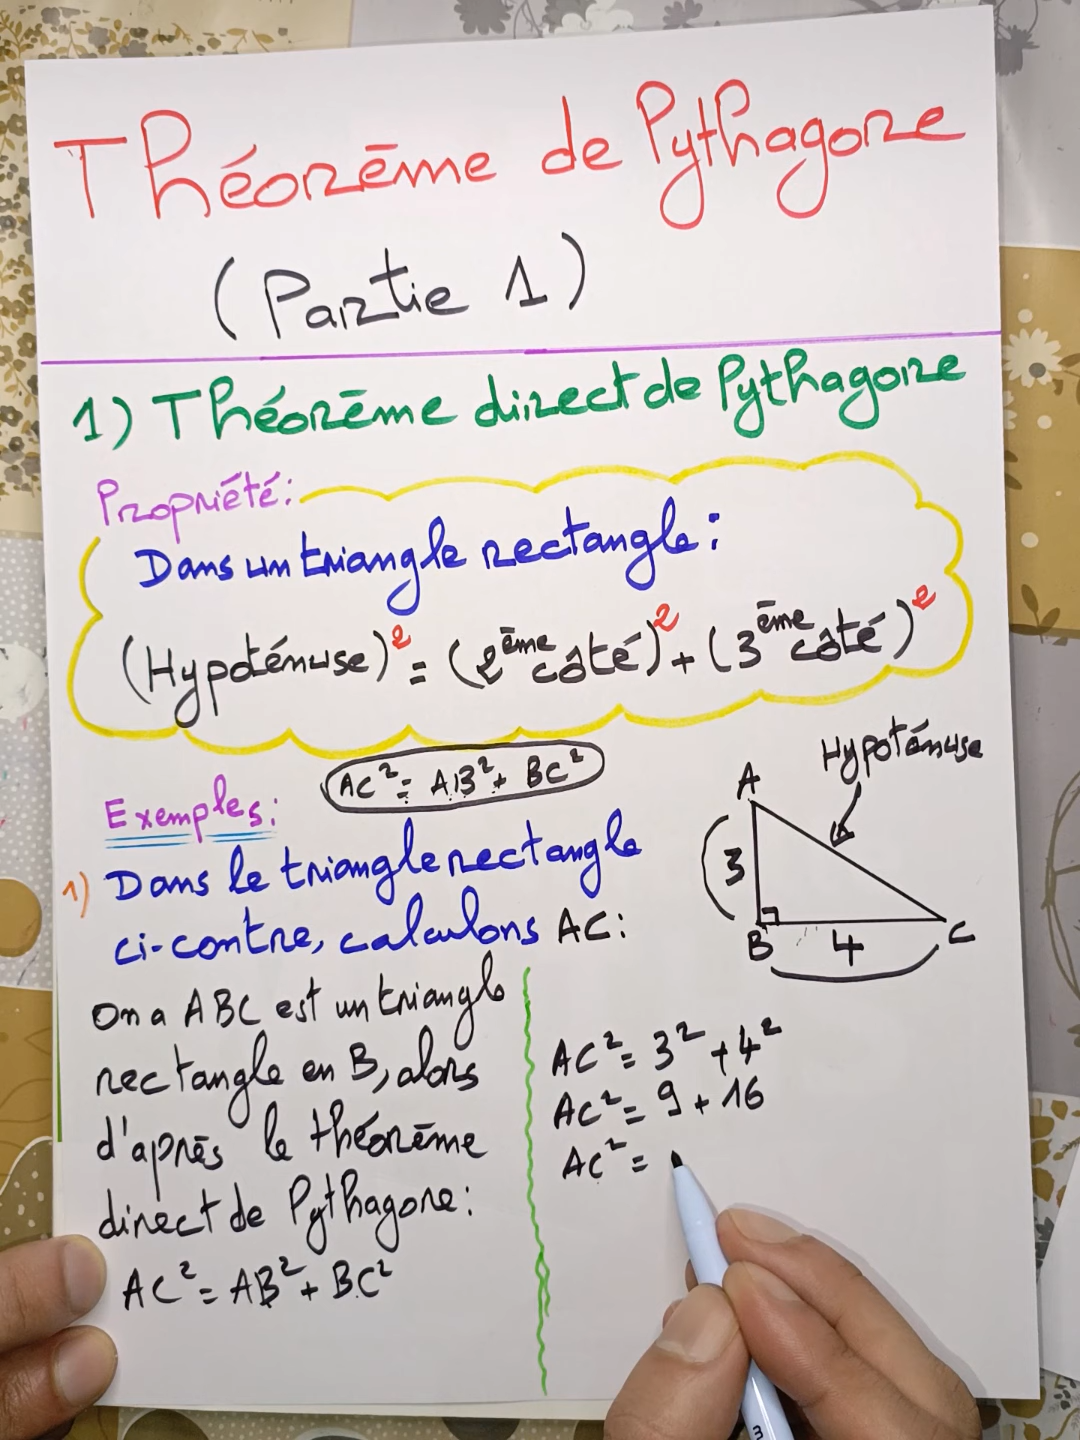 Théorème de Pythagore
(Partie 1)
1) Théorème direct de Pythagore
Propriété:
Dans un triangle rectangle:
(Hypoténuse)² = (2ème côté)² + (3ème côté)²
AC² = AB² + BC²
Exemples:
1) Dans le triangle rectangle
ci-contre, calculons AC:
Hypoténuse
A
3
B
4
C
On a ABC est un triangle
rectangle en B, alors
d'après le théorème
direct de Pythagore:
AC² = AB² + BC²
AC² = 3² + 4²
AC² = 9 + 16
AC² =
3